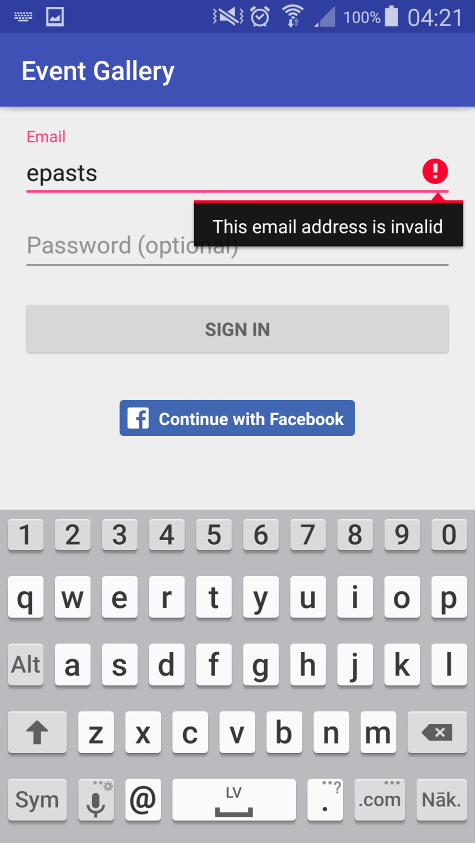 100% 04:21
Event Gallery
Email
epasts
This email address is invalid
Password (optional)
SIGN IN
Continue with Facebook
1 2 3 4 5 6 7 8 9 0
q w e r t y u i o p
Alt a s d f g h j k l
z x c v b n m
Sym @ LV . ? .com Nāk.